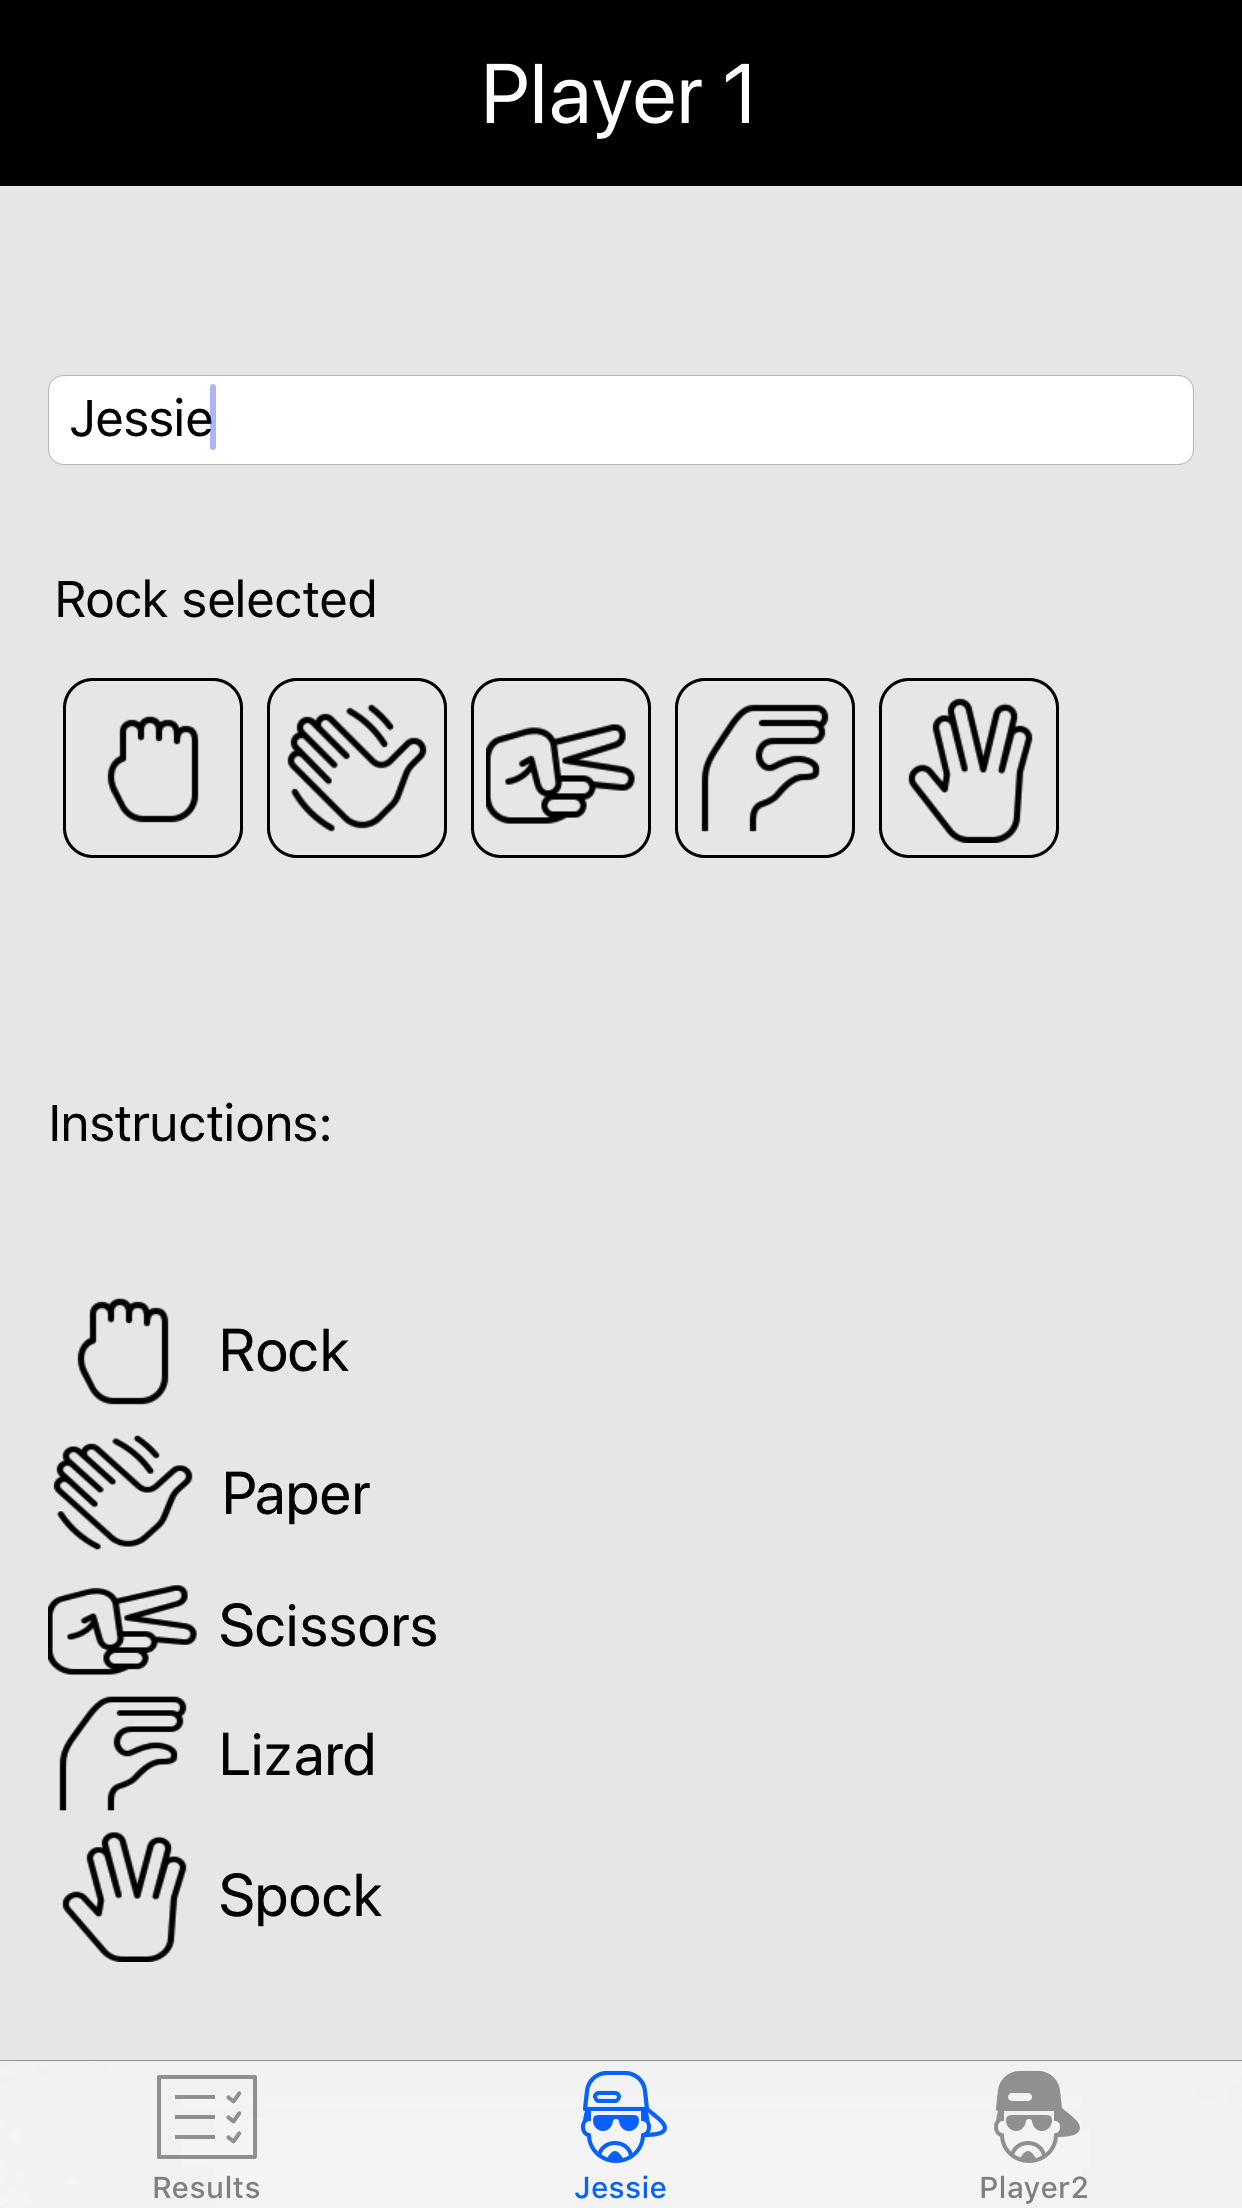 Player 1
Jessie
Rock selected
Instructions:
Rock
Paper
Scissors
Lizard
Spock
Results
Jessie
Player2